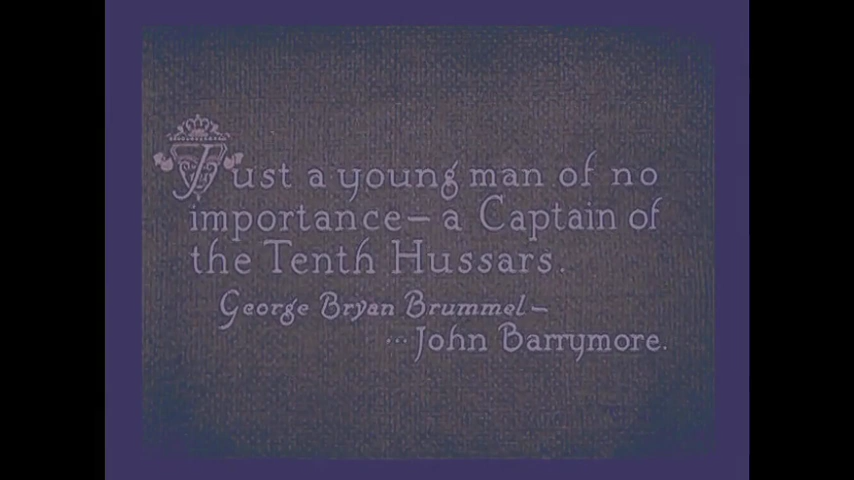 Just a young man of no
importance— a Captain of
the Tenth Hussars.
George Bryan Brummel—
...John Barrymore.